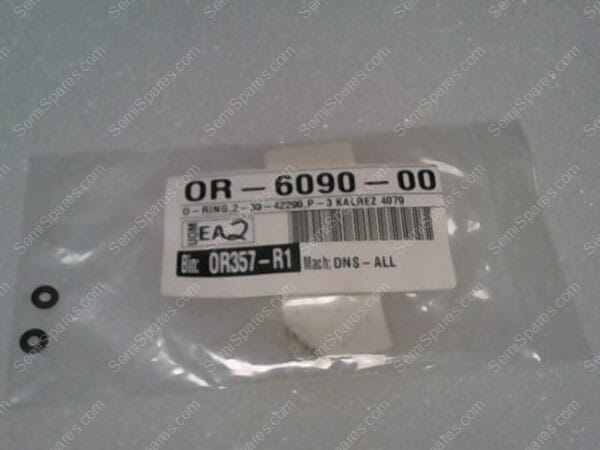 OR-6090-00
O-RING,2-39-42290,P-3 KALREZ 4079
UOM EA 2
Bin: OR357-R1 Mach: DNS-ALL
SemiSpares.com